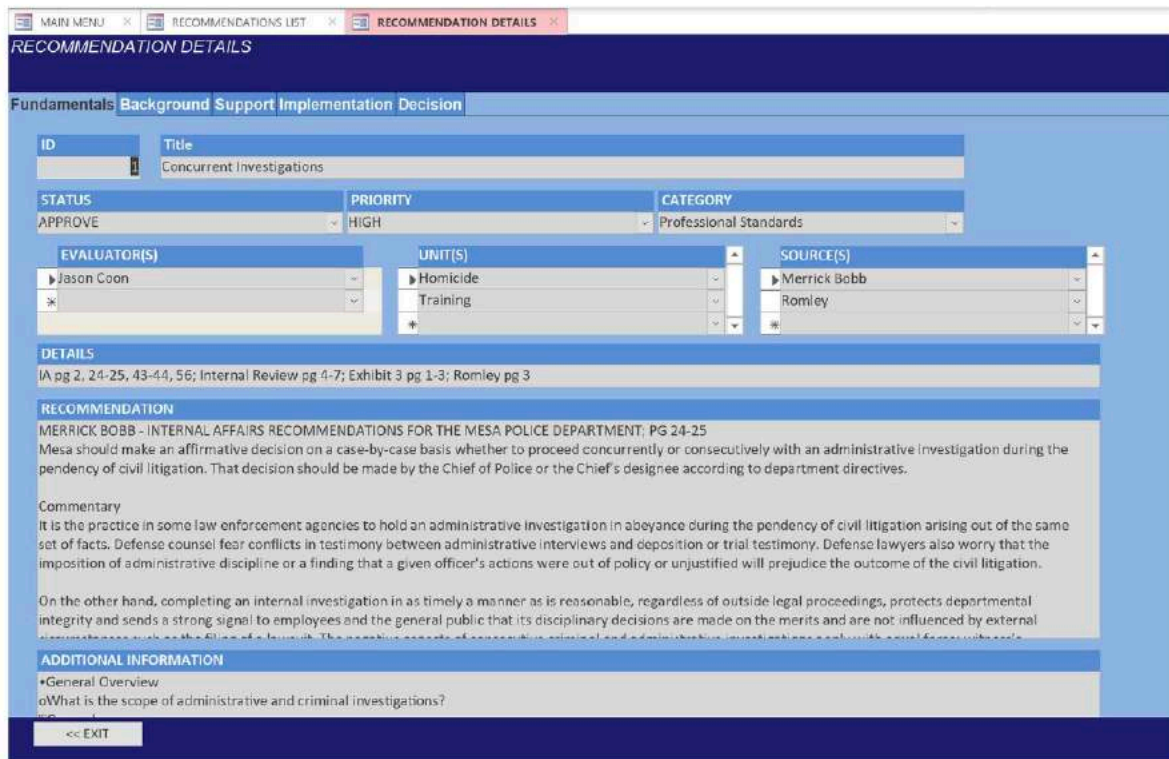 MAIN MENU
RECOMMENDATIONS LIST
RECOMMENDATION DETAILS
RECOMMENDATION DETAILS
Fundamentals Background Support Implementation Decision
ID Title
1 Concurrent Investigations
STATUS PRIORITY CATEGORY
APPROVE HIGH Professional Standards
EVALUATOR(S) UNIT(S) SOURCE(S)
Jason Coon Homicide Merrick Bobb
Training Romley
DETAILS
IA pg 2, 24-25, 43-44, 56; Internal Review pg 4-7; Exhibit 3 pg 1-3; Romley pg 3
RECOMMENDATION
MERRICK BOBB - INTERNAL AFFAIRS RECOMMENDATIONS FOR THE MESA POLICE DEPARTMENT; PG 24-25
Mesa should make an affirmative decision on a case-by-case basis whether to proceed concurrently or consecutively with an administrative investigation during the
pendency of civil litigation. That decision should be made by the Chief of Police or the Chief's designee according to department directives.
Commentary
It is the practice in some law enforcement agencies to hold an administrative investigation in abeyance during the pendency of civil litigation arising out of the same
set of facts. Defense counsel fear conflicts in testimony between administrative interviews and deposition or trial testimony. Defense lawyers also worry that the
imposition of administrative discipline or a finding that a given officer's actions were out of policy or unjustified will prejudice the outcome of the civil litigation.
On the other hand, completing an internal investigation in as timely a manner as is reasonable, regardless of outside legal proceedings, protects departmental
integrity and sends a strong signal to employees and the general public that its disciplinary decisions are made on the merits and are not influenced by external
ADDITIONAL INFORMATION
•General Overview
oWhat is the scope of administrative and criminal investigations?
<< EXIT